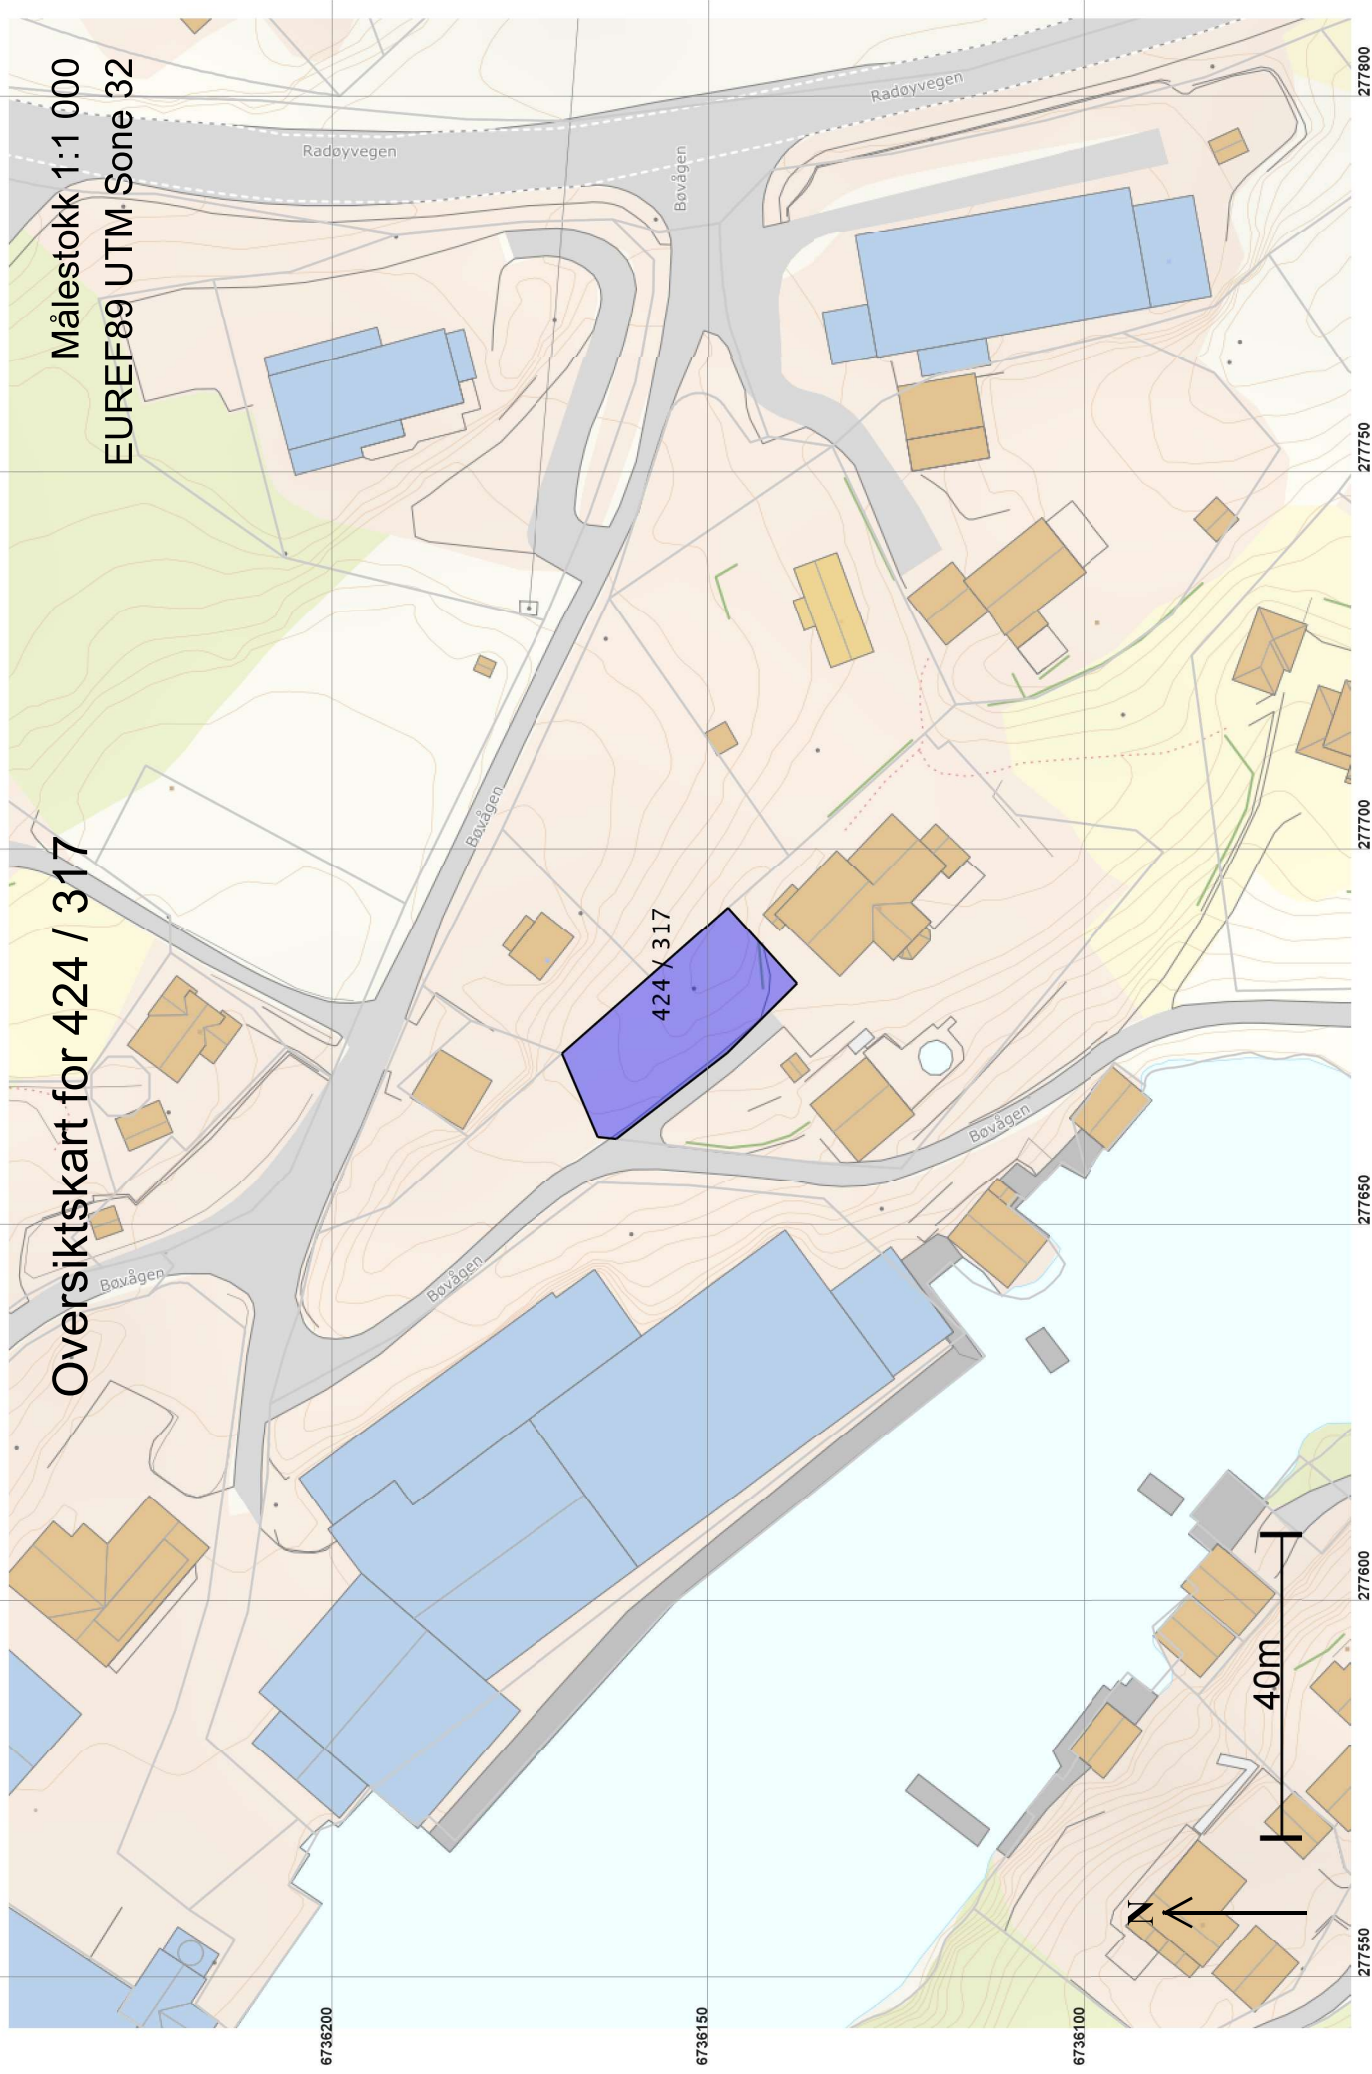 Oversiktskart for 424 / 317
Målestokk 1:1 000
EUREF89 UTM Sone 32
Radøyvegen
Radøyvegen
Bøvågen
Bøvågen
424 / 317
Bøvågen
Bøvågen
Bøvågen
40m
N
6736200
6736150
6736100
277550
277600
277650
277700
277750
277800